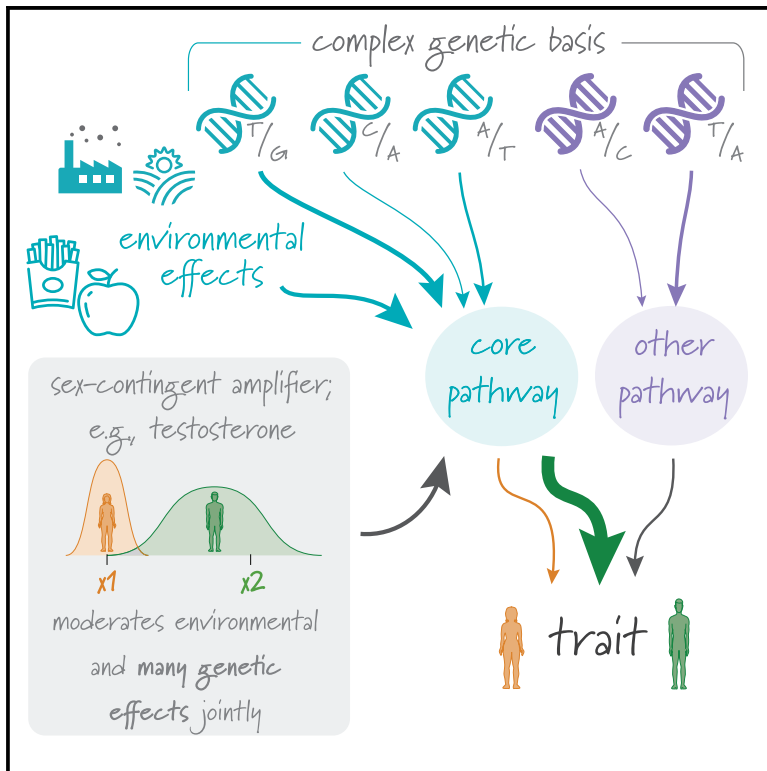 complex genetic basis
T/G
C/A
A/T
A/C
T/A
environmental
effects
core
pathway
other
pathway
sex-contingent amplifier;
e.g., testosterone
x1
x2
moderates environmental
and many genetic
effects jointly
trait